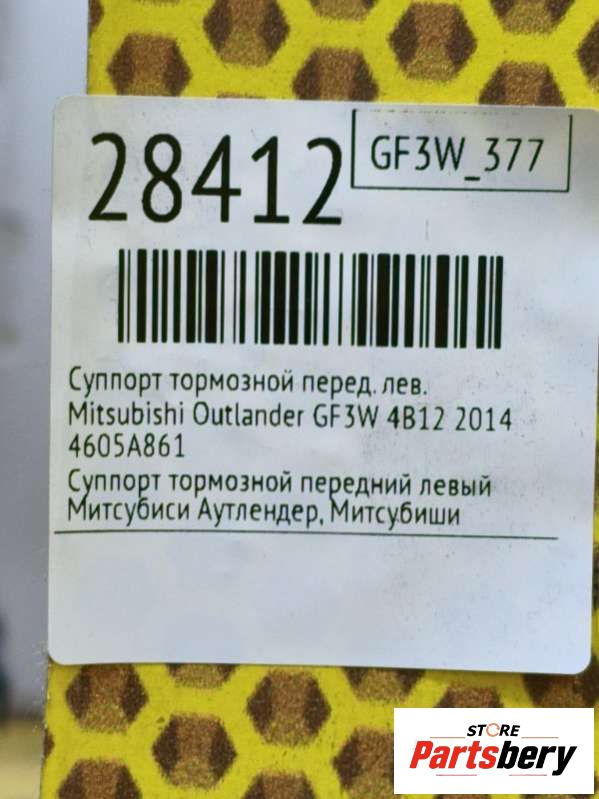 28412
GF3W_377
Суппорт тормозной перед. лев.
Mitsubishi Outlander GF3W 4B12 2014
4605A861
Суппорт тормозной передний левый
Митсубиси Аутлендер, Митсубиши
STORE
Partsbery